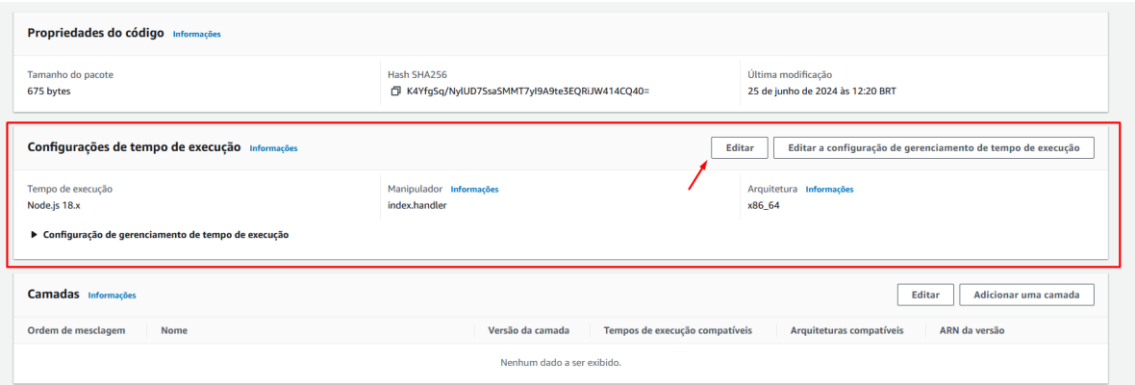 Propriedades do código Informações
Tamanho do pacote
675 bytes
Hash SHA256
K4YfgSq/NylUD7SsaSMMT7yI9A9te3EQRiJW414CQ40=
Última modificação
25 de junho de 2024 às 12:20 BRT
Configurações de tempo de execução Informações
Editar
Editar a configuração de gerenciamento de tempo de execução
Tempo de execução
Node.js 18.x
Manipulador Informações
index.handler
Arquitetura Informações
x86_64
Configuração de gerenciamento de tempo de execução
Camadas Informações
Editar
Adicionar uma camada
Ordem de mesclagem
Nome
Versão da camada
Tempos de execução compatíveis
Arquiteturas compatíveis
ARN da versão
Nenhum dado a ser exibido.